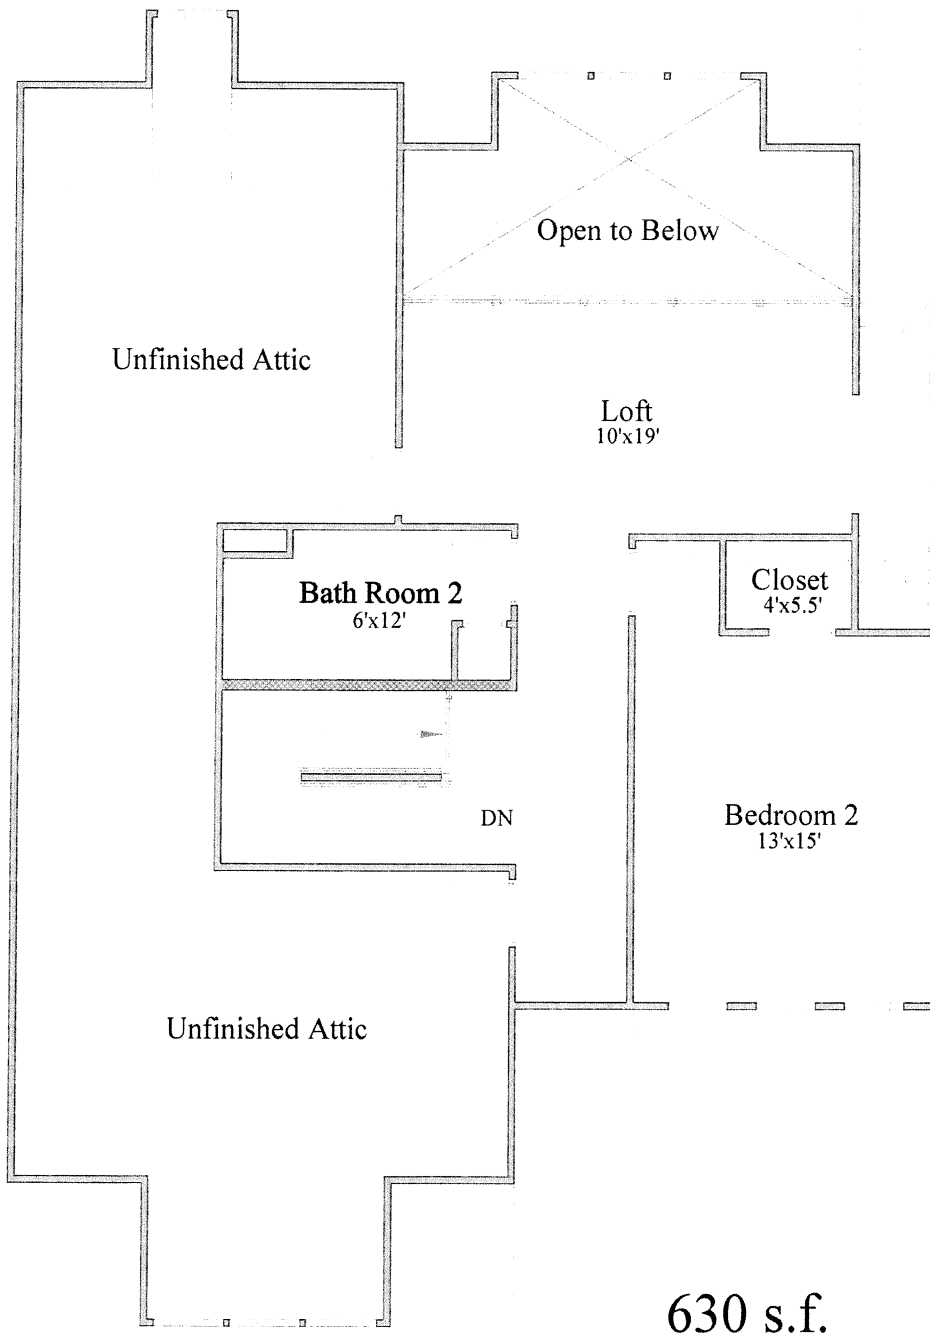 Open to Below
Unfinished Attic
Loft
10'x19'
Bath Room 2
6'x12'
Closet
4'x5.5'
DN
Bedroom 2
13'x15'
Unfinished Attic
630 s.f.